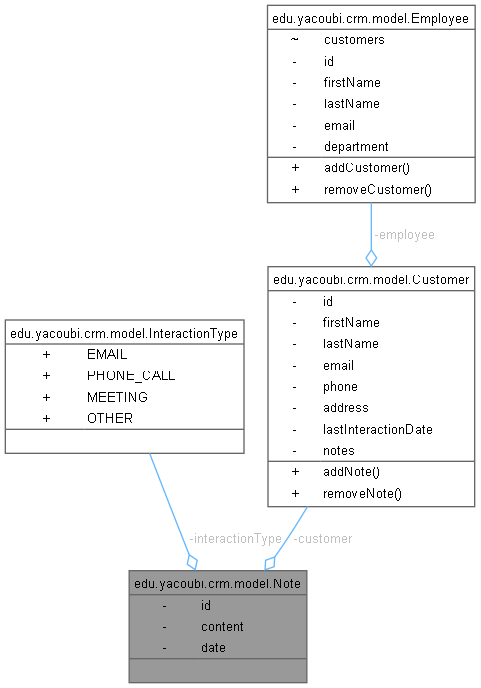 edu.yacoubi.crm.model.Employee
~ customers
- id
- firstName
- lastName
- email
- department
+ addCustomer()
+ removeCustomer()
-employee
edu.yacoubi.crm.model.Customer
- id
- firstName
- lastName
- email
- phone
- address
- lastInteractionDate
- notes
+ addNote()
+ removeNote()
edu.yacoubi.crm.model.InteractionType
+ EMAIL
+ PHONE_CALL
+ MEETING
+ OTHER
-interactionType
-customer
edu.yacoubi.crm.model.Note
- id
- content
- date